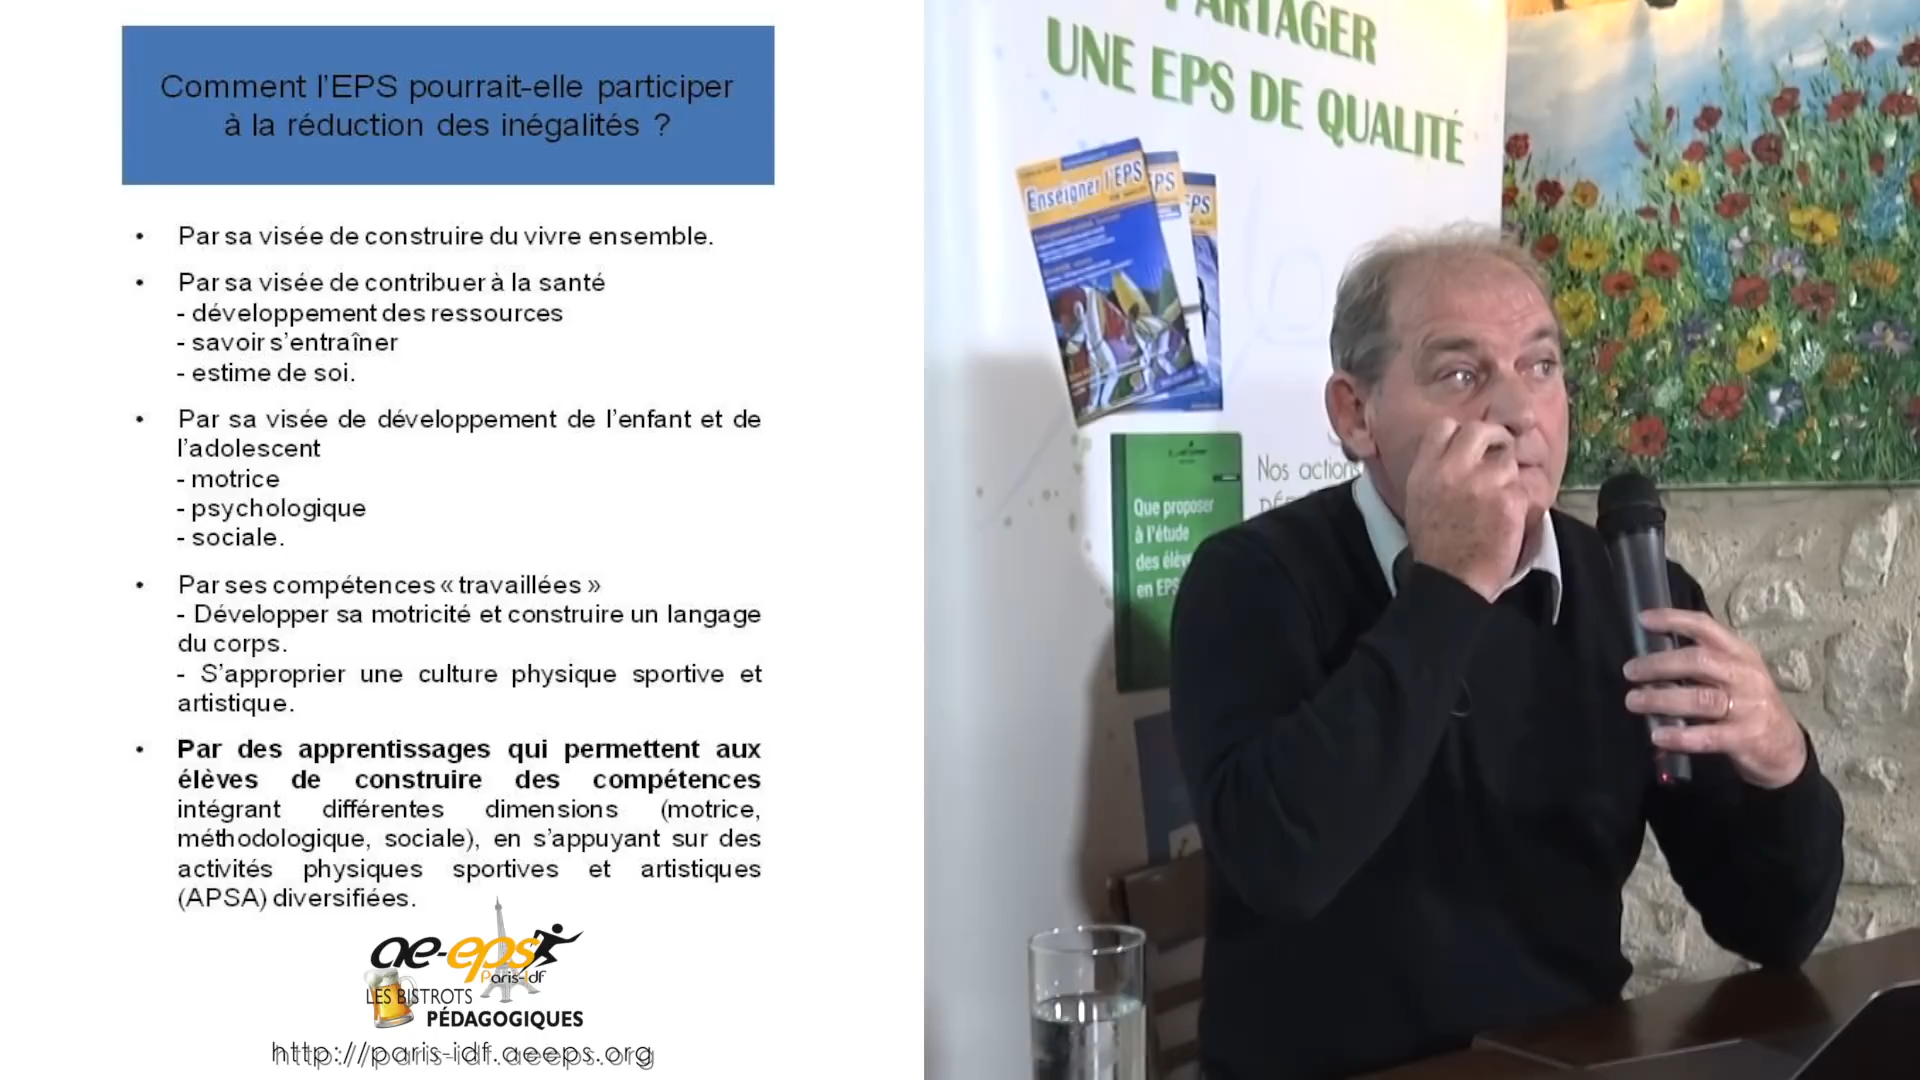 Comment l'EPS pourrait-elle participer
à la réduction des inégalités ?
• Par sa visée de construire du vivre ensemble.
• Par sa visée de contribuer à la santé
- développement des ressources
- savoir s'entraîner
- estime de soi.
• Par sa visée de développement de l'enfant et de
l'adolescent
- motrice
- psychologique
- sociale.
• Par ses compétences « travaillées »
- Développer sa motricité et construire un langage
du corps.
- S'approprier une culture physique sportive et
artistique.
• Par des apprentissages qui permettent aux
élèves de construire des compétences
intégrant différentes dimensions (motrice,
méthodologique, sociale), en s'appuyant sur des
activités physiques sportives et artistiques
(APSA) diversifiées.
ae-eps
Paris-Idf
LES BISTROTS
PÉDAGOGIQUES
http://paris-idf.aeeps.org
PARTAGER
UNE EPS DE QUALITÉ
Enseigner l'EPS
EPS
EPS
Nos actions
Que proposer
à l'étude
des élèv
en EPS